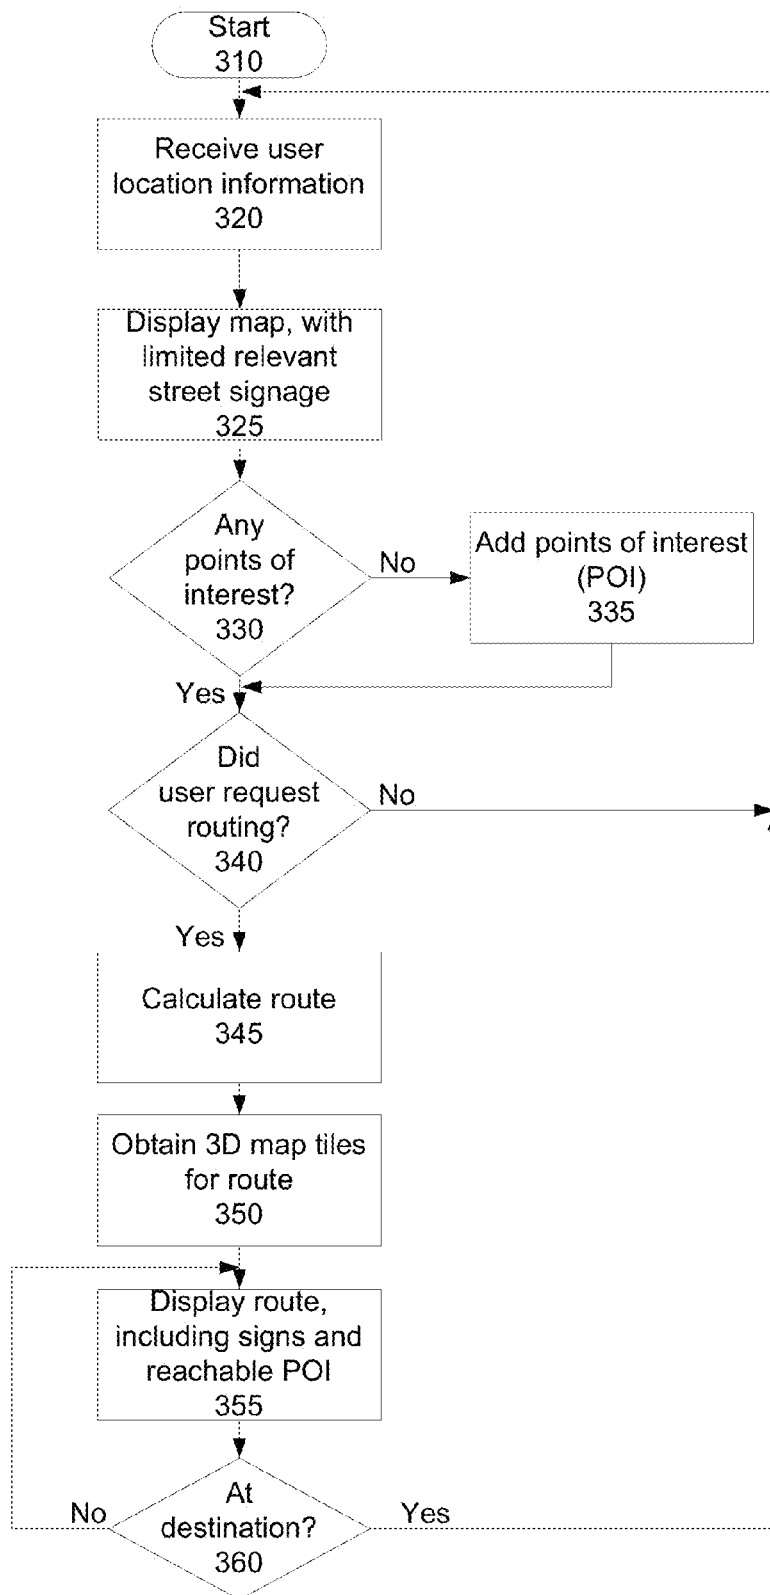 Start
310
Receive user
location information
320
Display map, with
limited relevant
street signage
325
Any
points of
interest?
330
No
Add points of interest
(POI)
335
Yes
Did
user request
routing?
340
No
Yes
Calculate route
345
Obtain 3D map tiles
for route
350
Display route,
including signs and
reachable POI
355
At
destination?
360
No
Yes